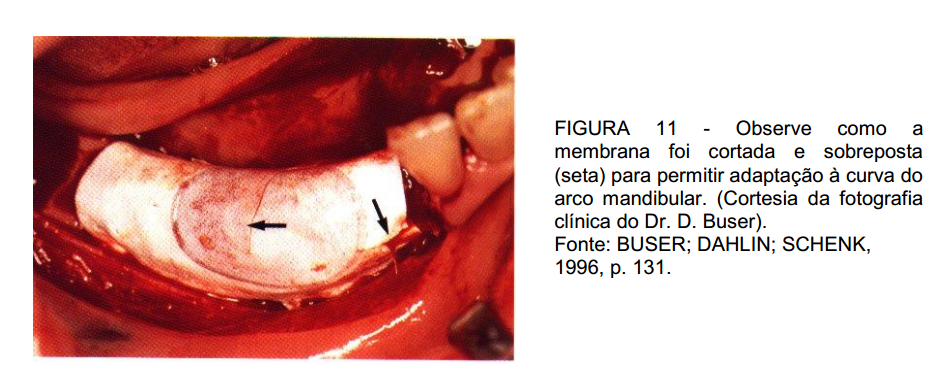 FIGURA 11 - Observe como a
membrana foi cortada e sobreposta
(seta) para permitir adaptação à curva do
arco mandibular. (Cortesia da fotografia
clínica do Dr. D. Buser).
Fonte: BUSER; DAHLIN; SCHENK,
1996, p. 131.